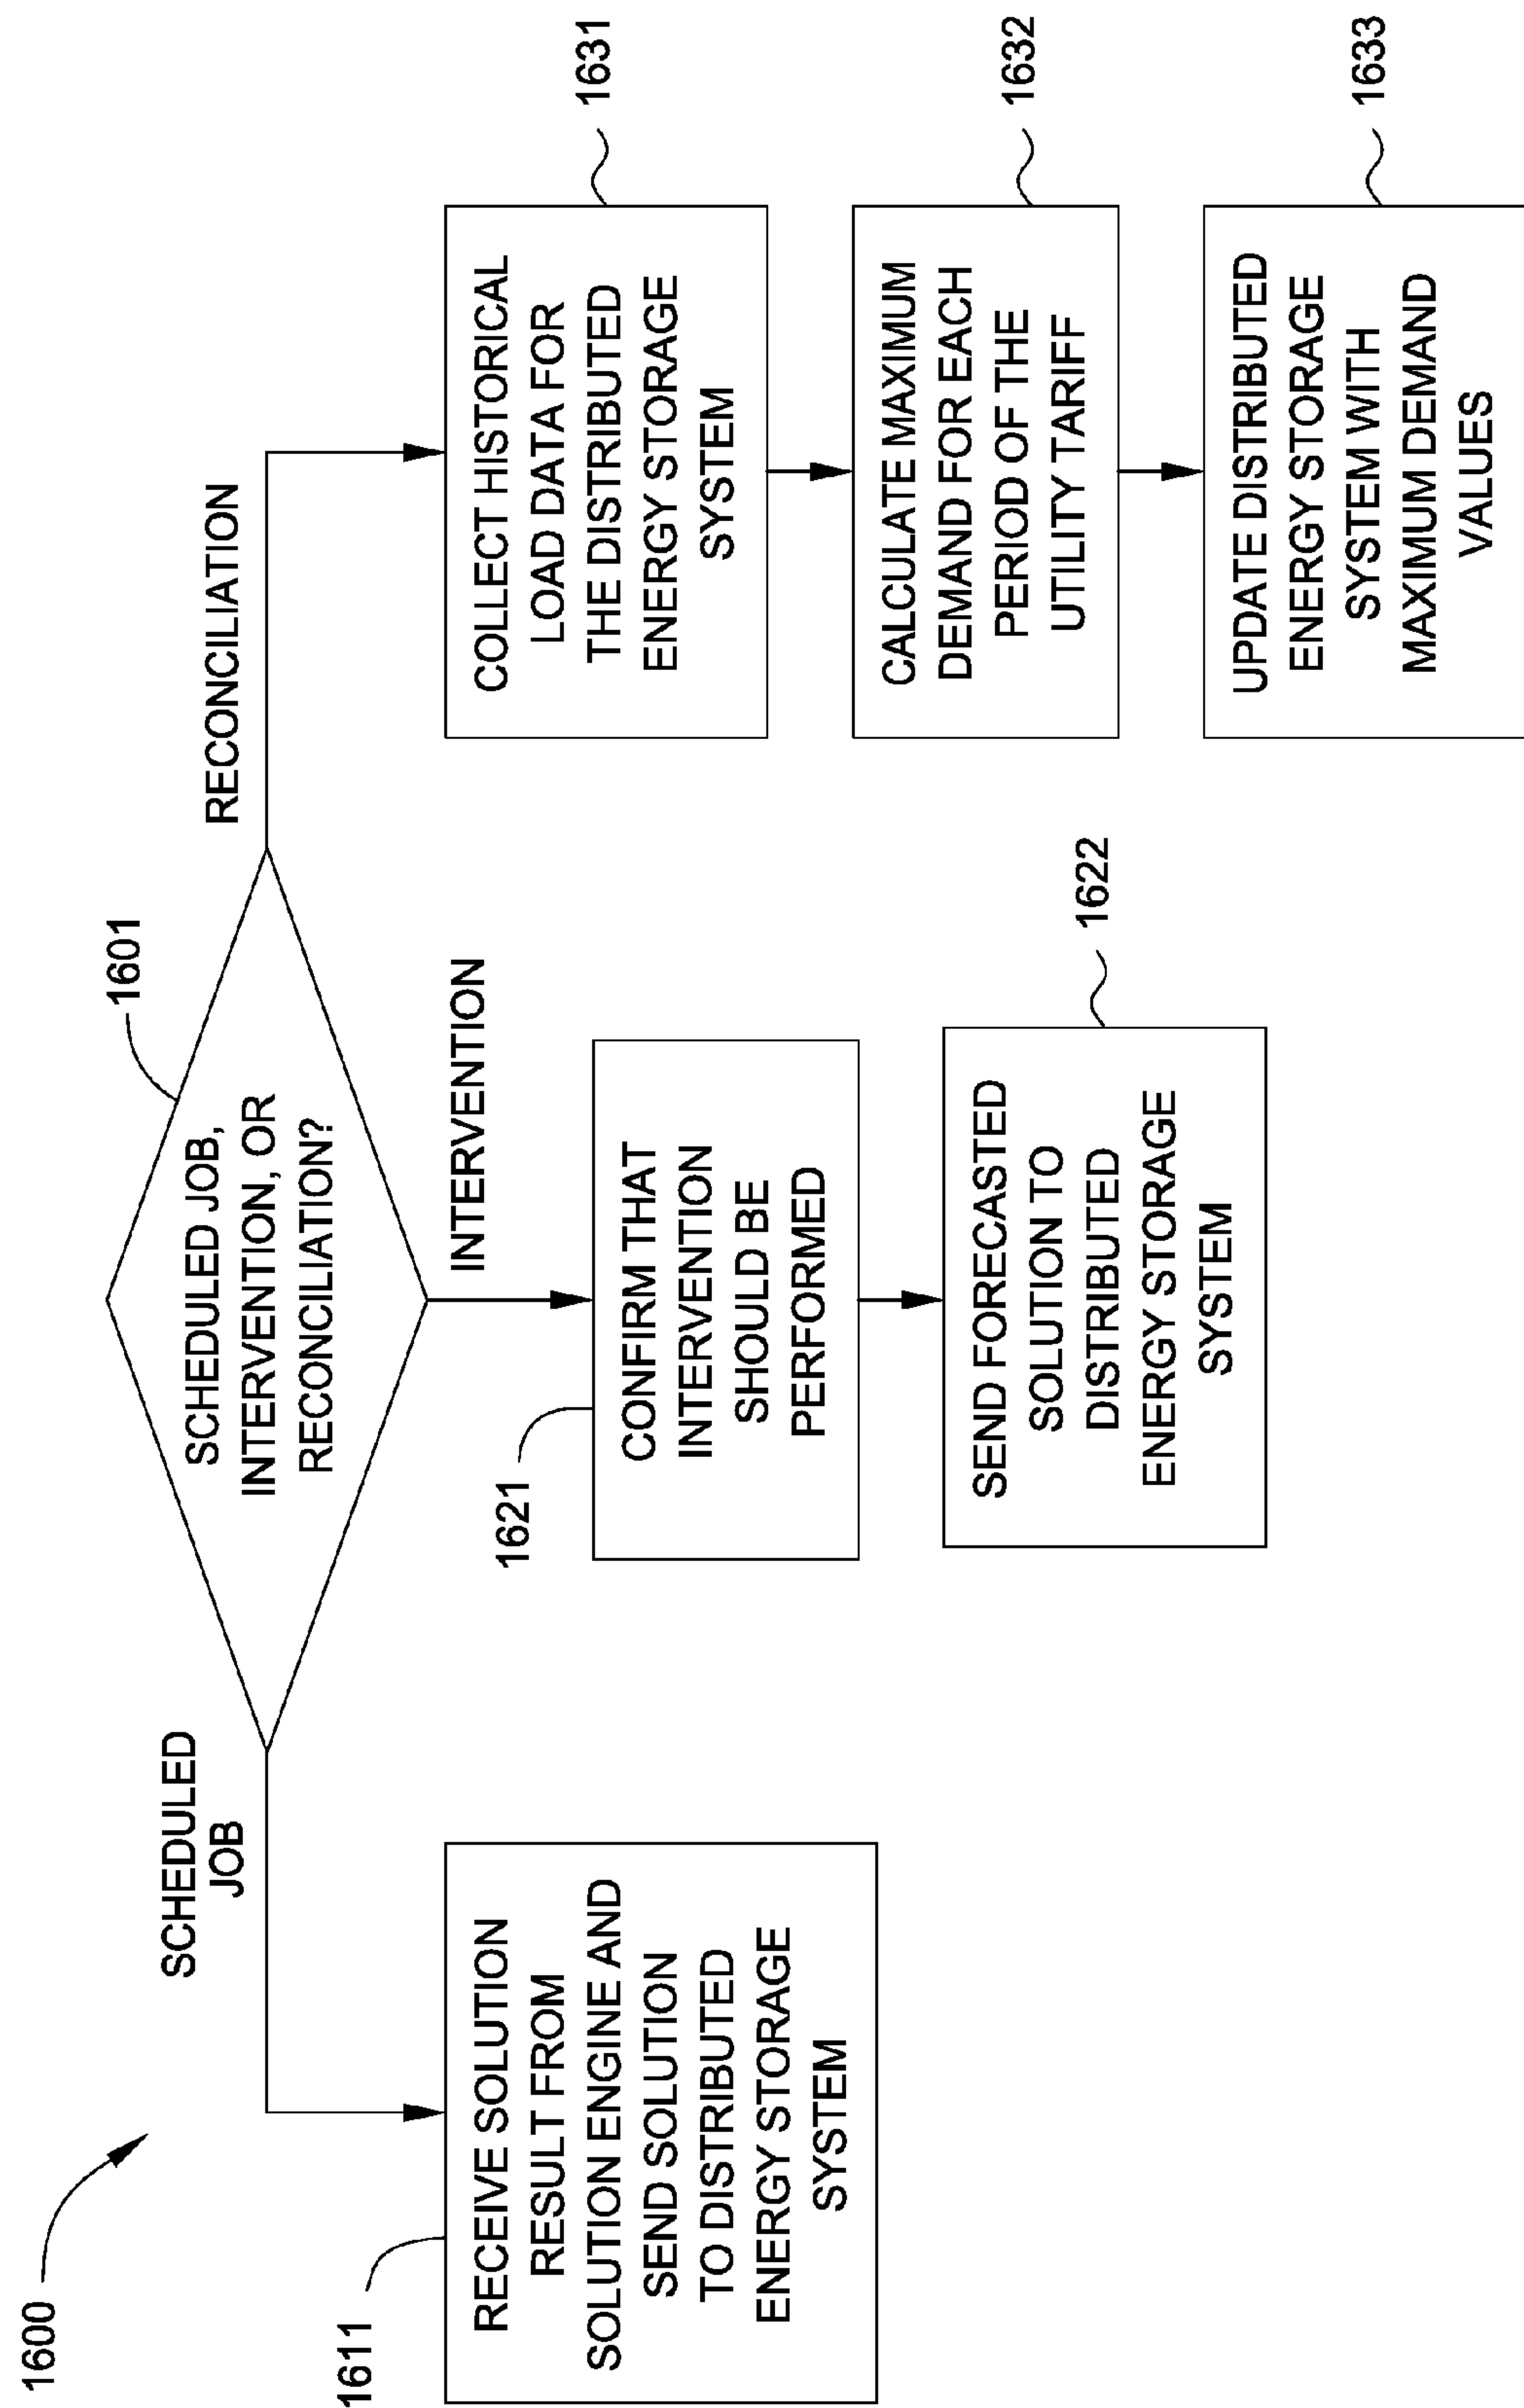 1600
SCHEDULED JOB,
INTERVENTION, OR
RECONCILIATION?
1601
SCHEDULED
JOB
1611
RECEIVE SOLUTION
RESULT FROM
SOLUTION ENGINE AND
SEND SOLUTION
TO DISTRIBUTED
ENERGY STORAGE
SYSTEM
INTERVENTION
1621
CONFIRM THAT
INTERVENTION
SHOULD BE
PERFORMED
SEND FORECASTED
SOLUTION TO
DISTRIBUTED
ENERGY STORAGE
SYSTEM
1622
RECONCILIATION
COLLECT HISTORICAL
LOAD DATA FOR
THE DISTRIBUTED
ENERGY STORAGE
SYSTEM
1631
CALCULATE MAXIMUM
DEMAND FOR EACH
PERIOD OF THE
UTILITY TARIFF
1632
UPDATE DISTRIBUTED
ENERGY STORAGE
SYSTEM WITH
MAXIMUM DEMAND
VALUES
1633